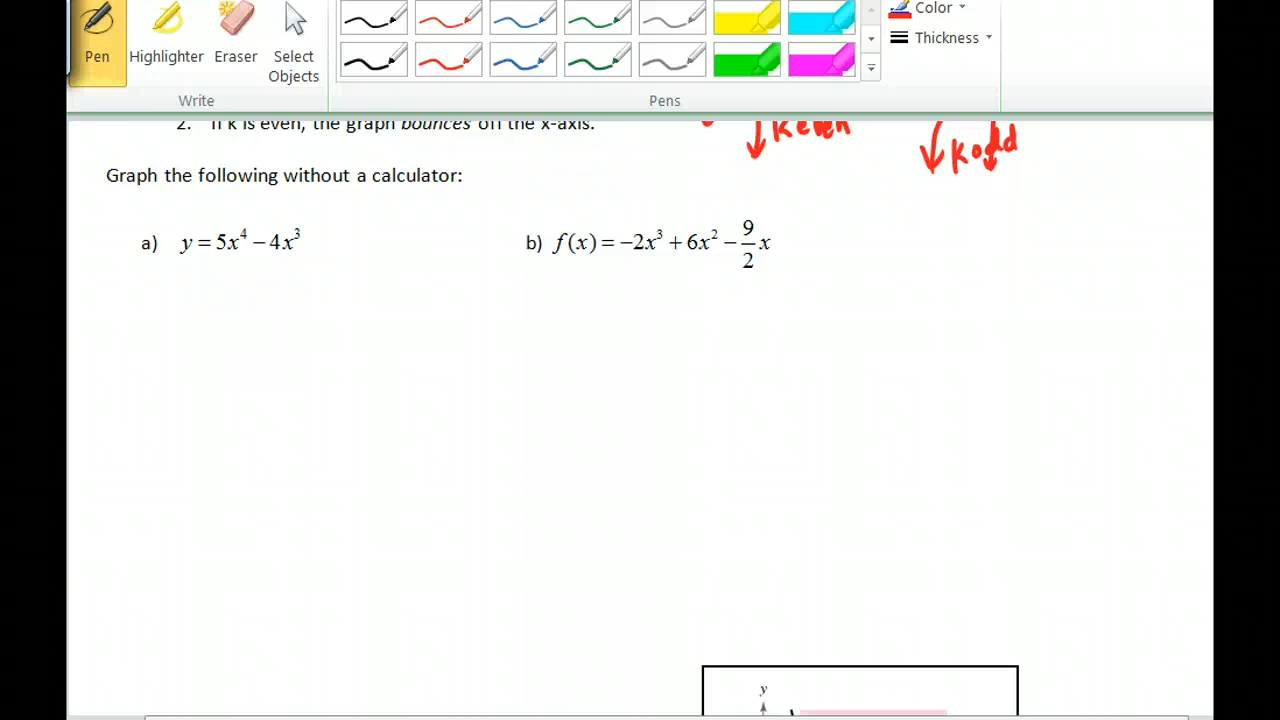 Pen
Highlighter
Eraser
Select
Objects
Color
Thickness
Write
Pens
2. If k is even, the graph bounces off the x-axis.
k even
k odd
Graph the following without a calculator:
a) y = 5x⁴ − 4x³
b) f(x) = −2x³ + 6x² − 9/2 x
y